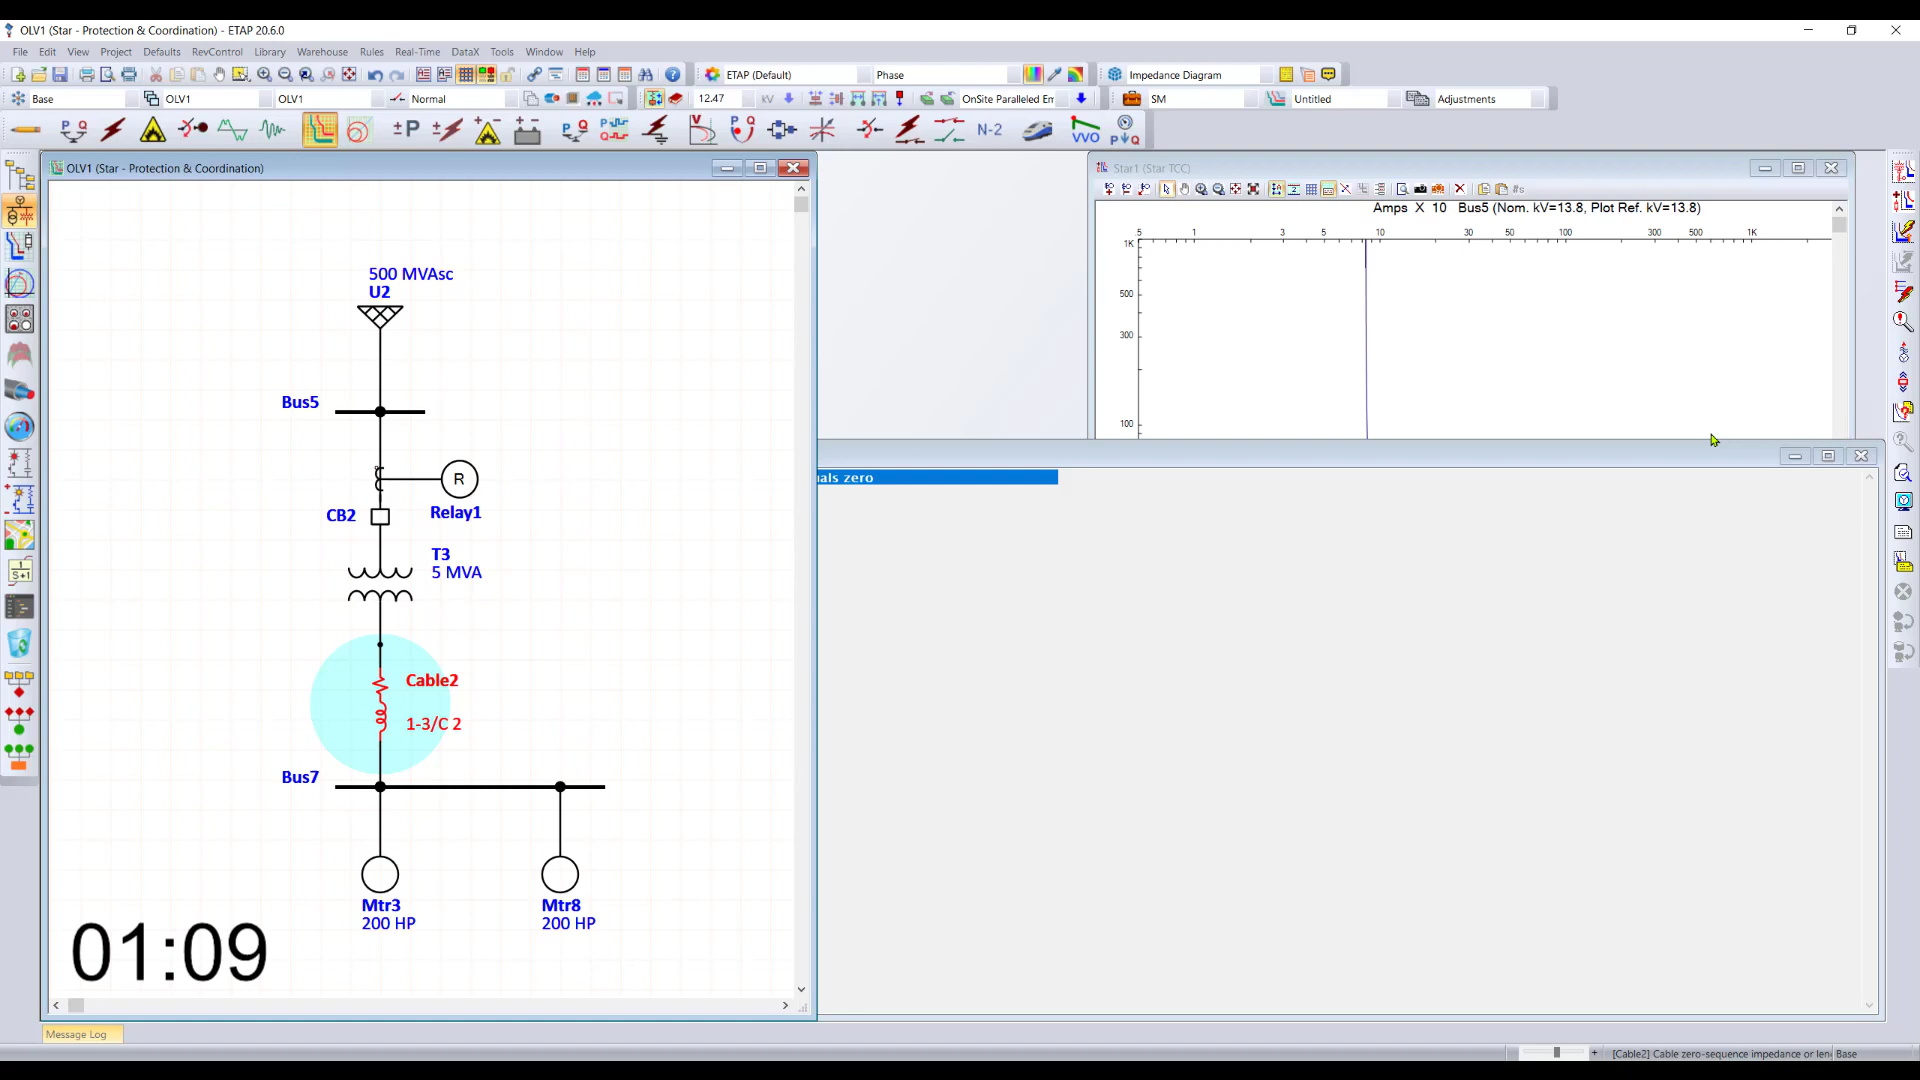 OLV1 (Star - Protection & Coordination) - ETAP 20.6.0
File Edit View Project Defaults RevControl Library Warehouse Rules Real-Time DataX Tools Window Help
ETAP (Default) Phase Impedance Diagram
Base OLV1 OLV1 Normal 12.47 kV OnSite Paralleled En SM Untitled Adjustments
N-2 VVO
OLV1 (Star - Protection & Coordination)
Star1 (Star TCC)
Amps X 10 Bus5 (Nom. kV=13.8, Plot Ref. kV=13.8)
.5 1 3 5 10 30 50 100 300 500 1K
1K
500
300
100
500 MVAsc
U2
Bus5
R
CB2
Relay1
T3
5 MVA
Cable2
1-3/C 2
Bus7
Mtr3
200 HP
Mtr8
200 HP
01:09
als zero
Message Log
[Cable2] Cable zero-sequence impedance or len Base